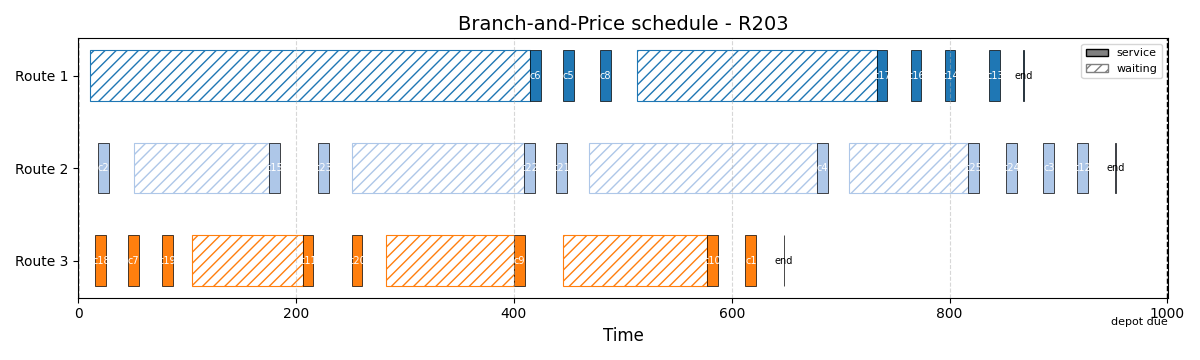 Branch-and-Price schedule - R203
service
waiting
Route 1
c6 c5 c8 c17 c16 c14 c13 end
Route 2
c2 c15 c23 c22 c21 c4 c25 c24 c3 c12 end
Route 3
c18 c7 c19 c11 c20 c9 c10 c1 end
0 200 400 600 800 1000
depot due
Time